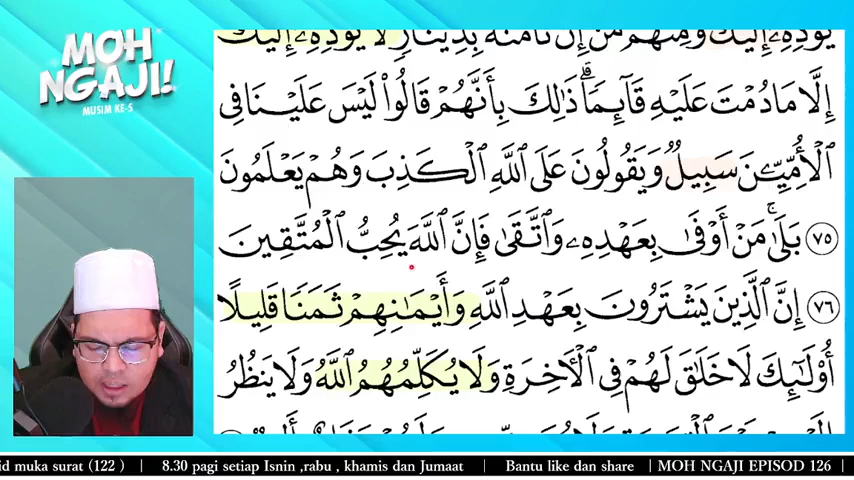 MOH
NGAJI!
MUSIM KE-5
يُؤَدِّهِۦٓ إِلَيْكَ وَمِنْهُم مَّنْ إِن تَأْمَنْهُ بِدِينَارٍ لَّا يُؤَدِّهِۦٓ إِلَيْكَ
إِلَّا مَا دُمْتَ عَلَيْهِ قَآئِمًا ۗ ذَٰلِكَ بِأَنَّهُمْ قَالُوا۟ لَيْسَ عَلَيْنَا فِى
ٱلْأُمِّيِّـۧنَ سَبِيلٌ وَيَقُولُونَ عَلَى ٱللَّهِ ٱلْكَذِبَ وَهُمْ يَعْلَمُونَ
﴿٧٥﴾ بَلَىٰ ۚ مَنْ أَوْفَىٰ بِعَهْدِهِۦ وَٱتَّقَىٰ فَإِنَّ ٱللَّهَ يُحِبُّ ٱلْمُتَّقِينَ
﴿٧٦﴾ إِنَّ ٱلَّذِينَ يَشْتَرُونَ بِعَهْدِ ٱللَّهِ وَأَيْمَـٰنِهِمْ ثَمَنًا قَلِيلًا
أُو۟لَـٰٓئِكَ لَا خَلَـٰقَ لَهُمْ فِى ٱلْـَٔاخِرَةِ وَلَا يُكَلِّمُهُمُ ٱللَّهُ وَلَا يَنظُرُ
id muka surat (122 ) | 8.30 pagi setiap Isnin ,rabu , khamis dan Jumaat | Bantu like dan share | MOH NGAJI EPISOD 126 |